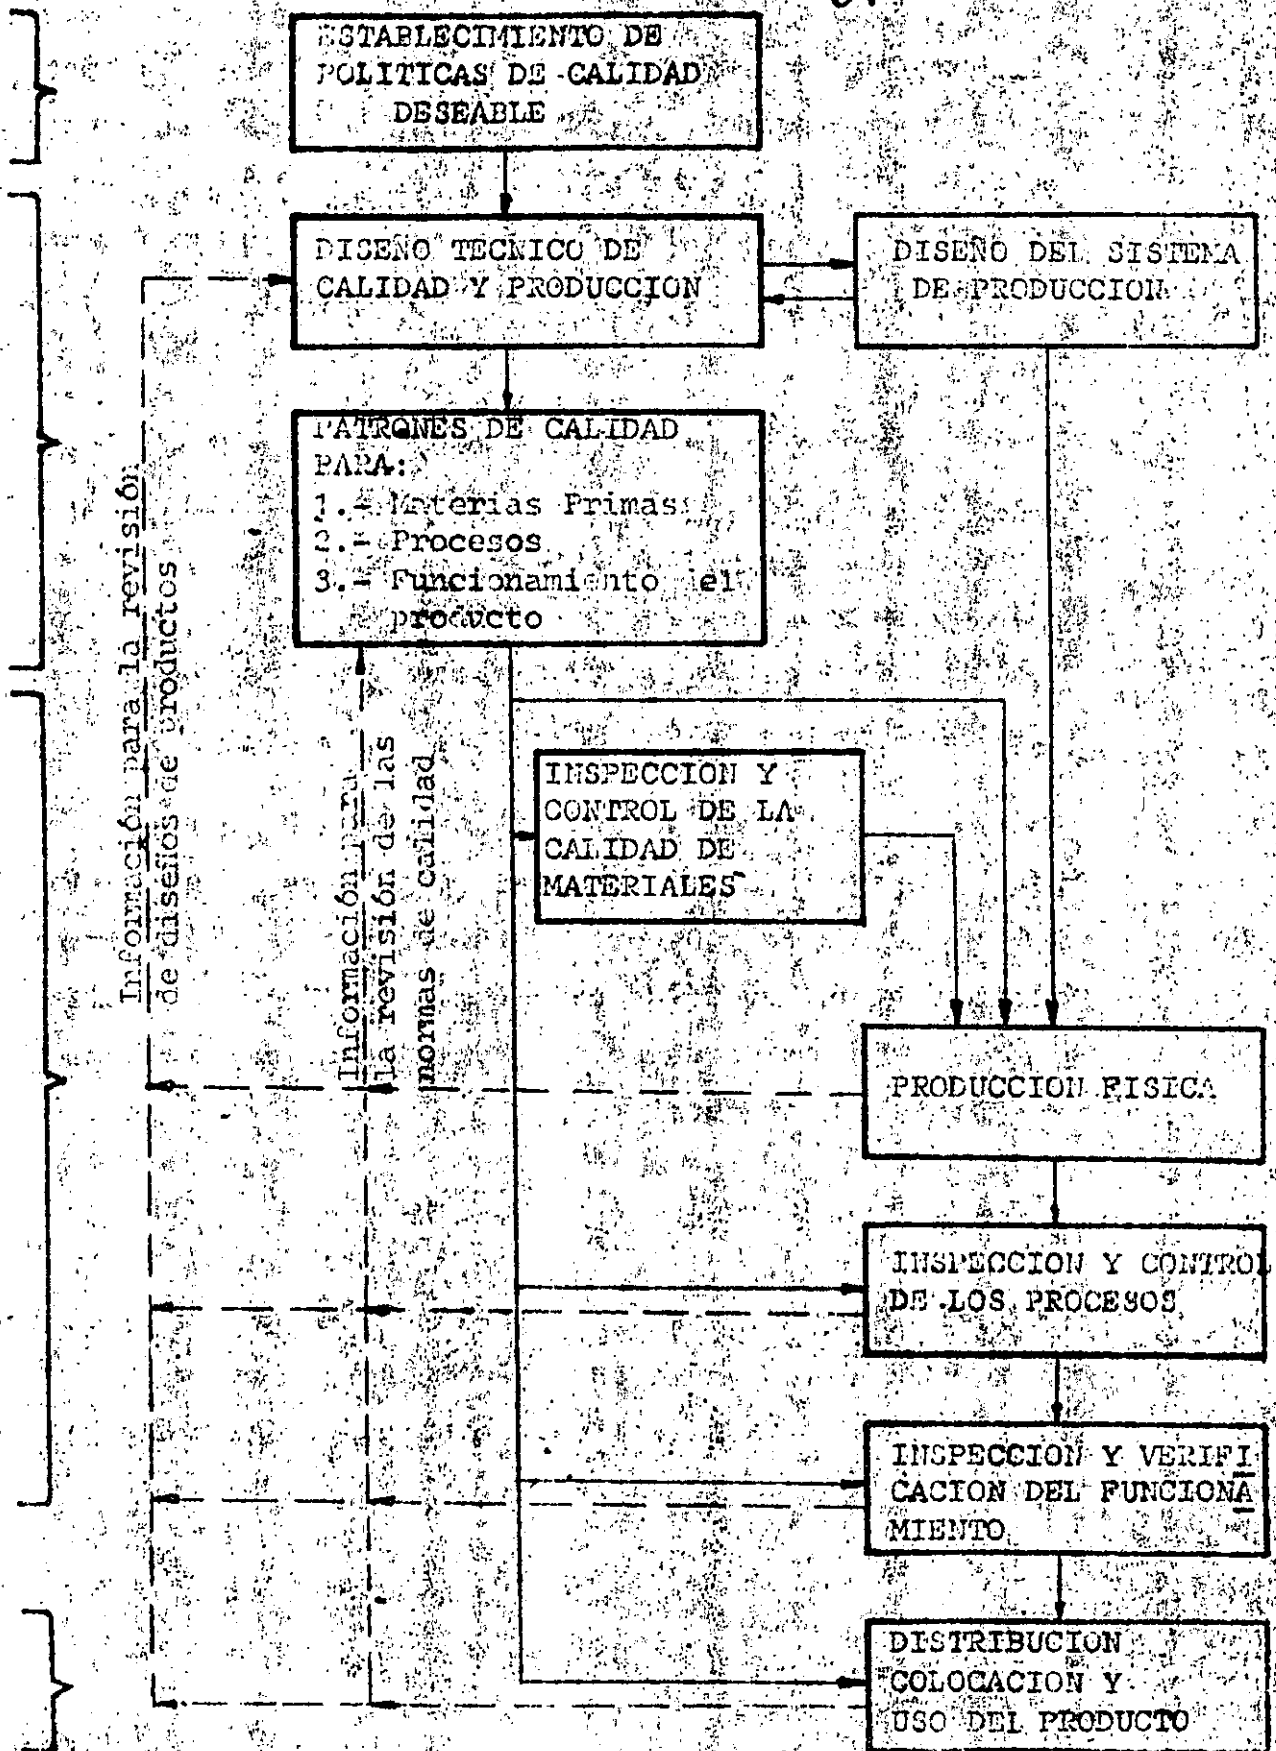 ESTABLECIMIENTO DE
POLITICAS DE CALIDAD
DESEABLE
DISEÑO TECNICO DE
CALIDAD Y PRODUCCION
DISEÑO DEL SISTEMA
DE PRODUCCION
PATRONES DE CALIDAD
PARA:
1.- Materias Primas
2.- Procesos
3.- Funcionamiento del
producto
Información para la revisión
de diseños de productos
Información para
la revisión de las
normas de calidad
INSPECCION Y
CONTROL DE LA
CALIDAD DE
MATERIALES
PRODUCCION FISICA
INSPECCION Y CONTROL
DE LOS PROCESOS
INSPECCION Y VERIFI
CACION DEL FUNCIONA
MIENTO
DISTRIBUCION
COLOCACION Y
USO DEL PRODUCTO